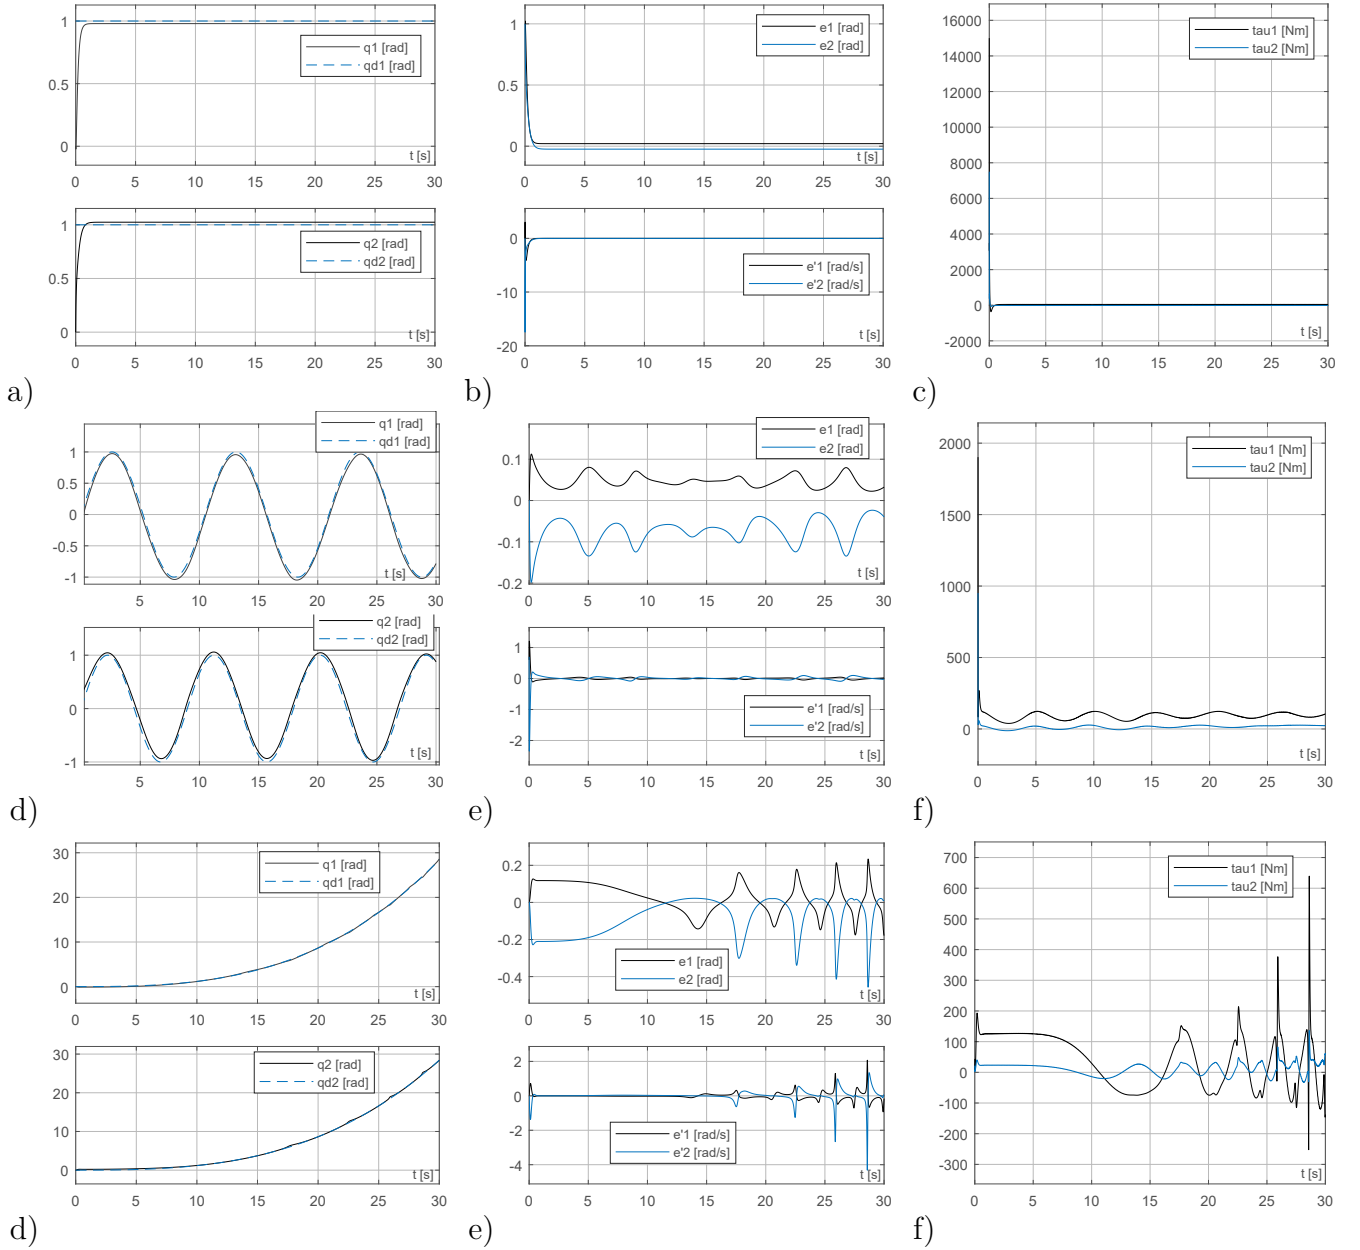 1
0.5
0
q1 [rad]
qd1 [rad]
t [s]
0 5 10 15 20 25 30
1
0.5
0
q2 [rad]
qd2 [rad]
t [s]
0 5 10 15 20 25 30
a)
1
0.5
0
e1 [rad]
e2 [rad]
t [s]
0 5 10 15 20 25 30
0
-10
-20
e'1 [rad/s]
e'2 [rad/s]
t [s]
0 5 10 15 20 25 30
b)
16000
14000
12000
10000
8000
6000
4000
2000
0
-2000
tau1 [Nm]
tau2 [Nm]
t [s]
0 5 10 15 20 25 30
c)
q1 [rad]
qd1 [rad]
1
0.5
0
-0.5
-1
t [s]
5 10 15 20 25 30
q2 [rad]
qd2 [rad]
1
0
-1
t [s]
5 10 15 20 25 30
d)
e1 [rad]
e2 [rad]
0.1
0
-0.1
-0.2
t [s]
0 5 10 15 20 25 30
1
0
-1
-2
e'1 [rad/s]
e'2 [rad/s]
t [s]
0 5 10 15 20 25 30
e)
2000
1500
1000
500
0
tau1 [Nm]
tau2 [Nm]
t [s]
0 5 10 15 20 25 30
f)
30
20
10
0
q1 [rad]
qd1 [rad]
t [s]
0 5 10 15 20 25 30
30
20
10
0
q2 [rad]
qd2 [rad]
t [s]
0 5 10 15 20 25 30
d)
0.2
0
-0.2
-0.4
e1 [rad]
e2 [rad]
t [s]
0 5 10 15 20 25 30
2
0
-2
-4
e'1 [rad/s]
e'2 [rad/s]
t [s]
0 5 10 15 20 25 30
e)
700
600
500
400
300
200
100
0
-100
-200
-300
tau1 [Nm]
tau2 [Nm]
t [s]
0 5 10 15 20 25 30
f)